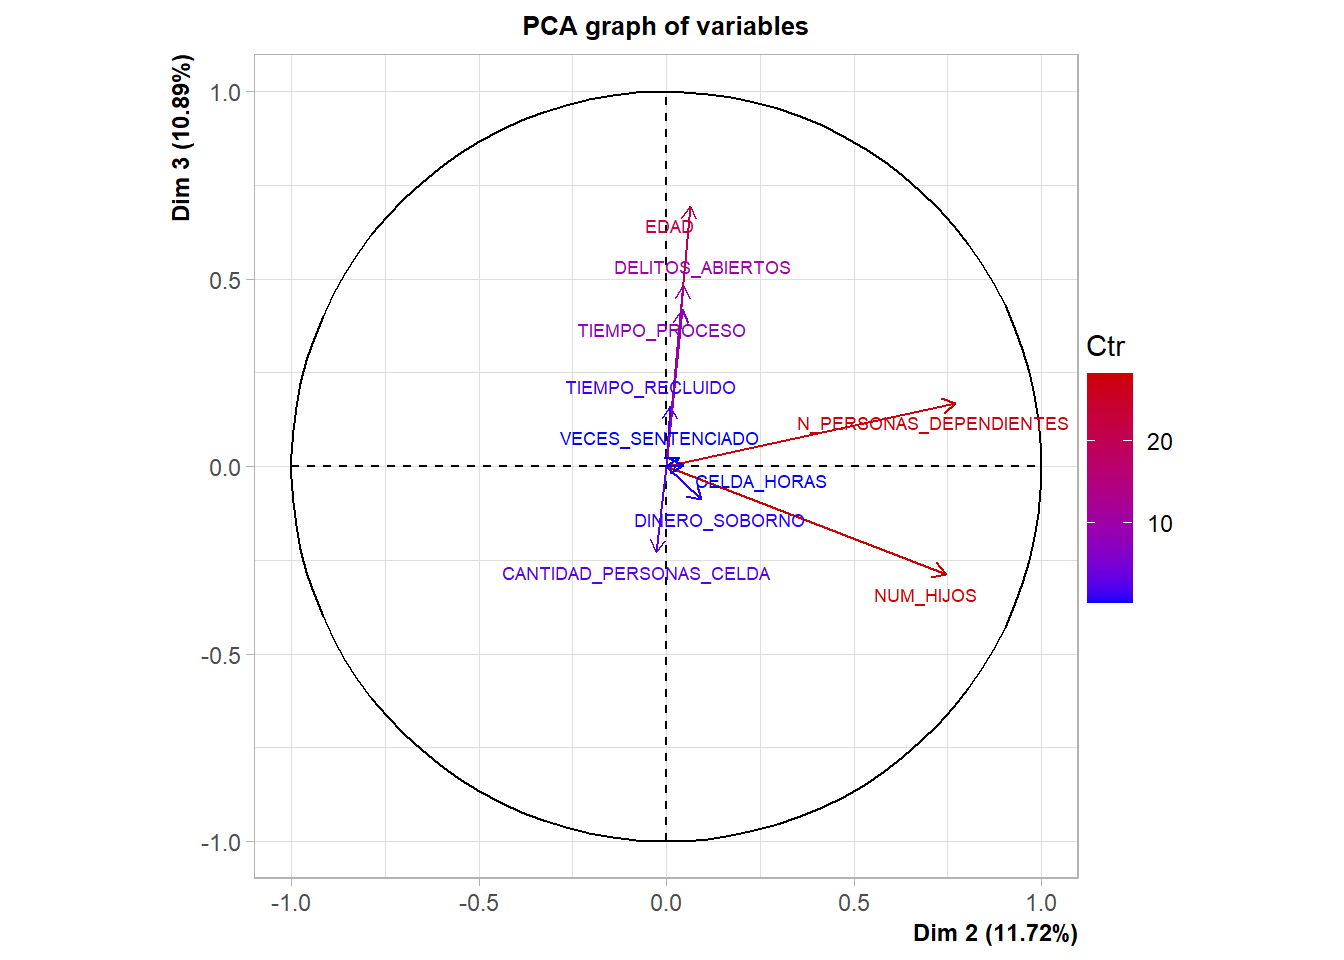 PCA graph of variables
Dim 3 (10.89%)
1.0
0.5
0.0
-0.5
-1.0
EDAD
DELITOS_ABIERTOS
TIEMPO_PROCESO
TIEMPO_RECLUIDO
N_PERSONAS_DEPENDIENTES
VECES_SENTENCIADO
CELDA_HORAS
DINERO_SOBORNO
CANTIDAD_PERSONAS_CELDA
NUM_HIJOS
-1.0
-0.5
0.0
0.5
1.0
Dim 2 (11.72%)
Ctr
20
10